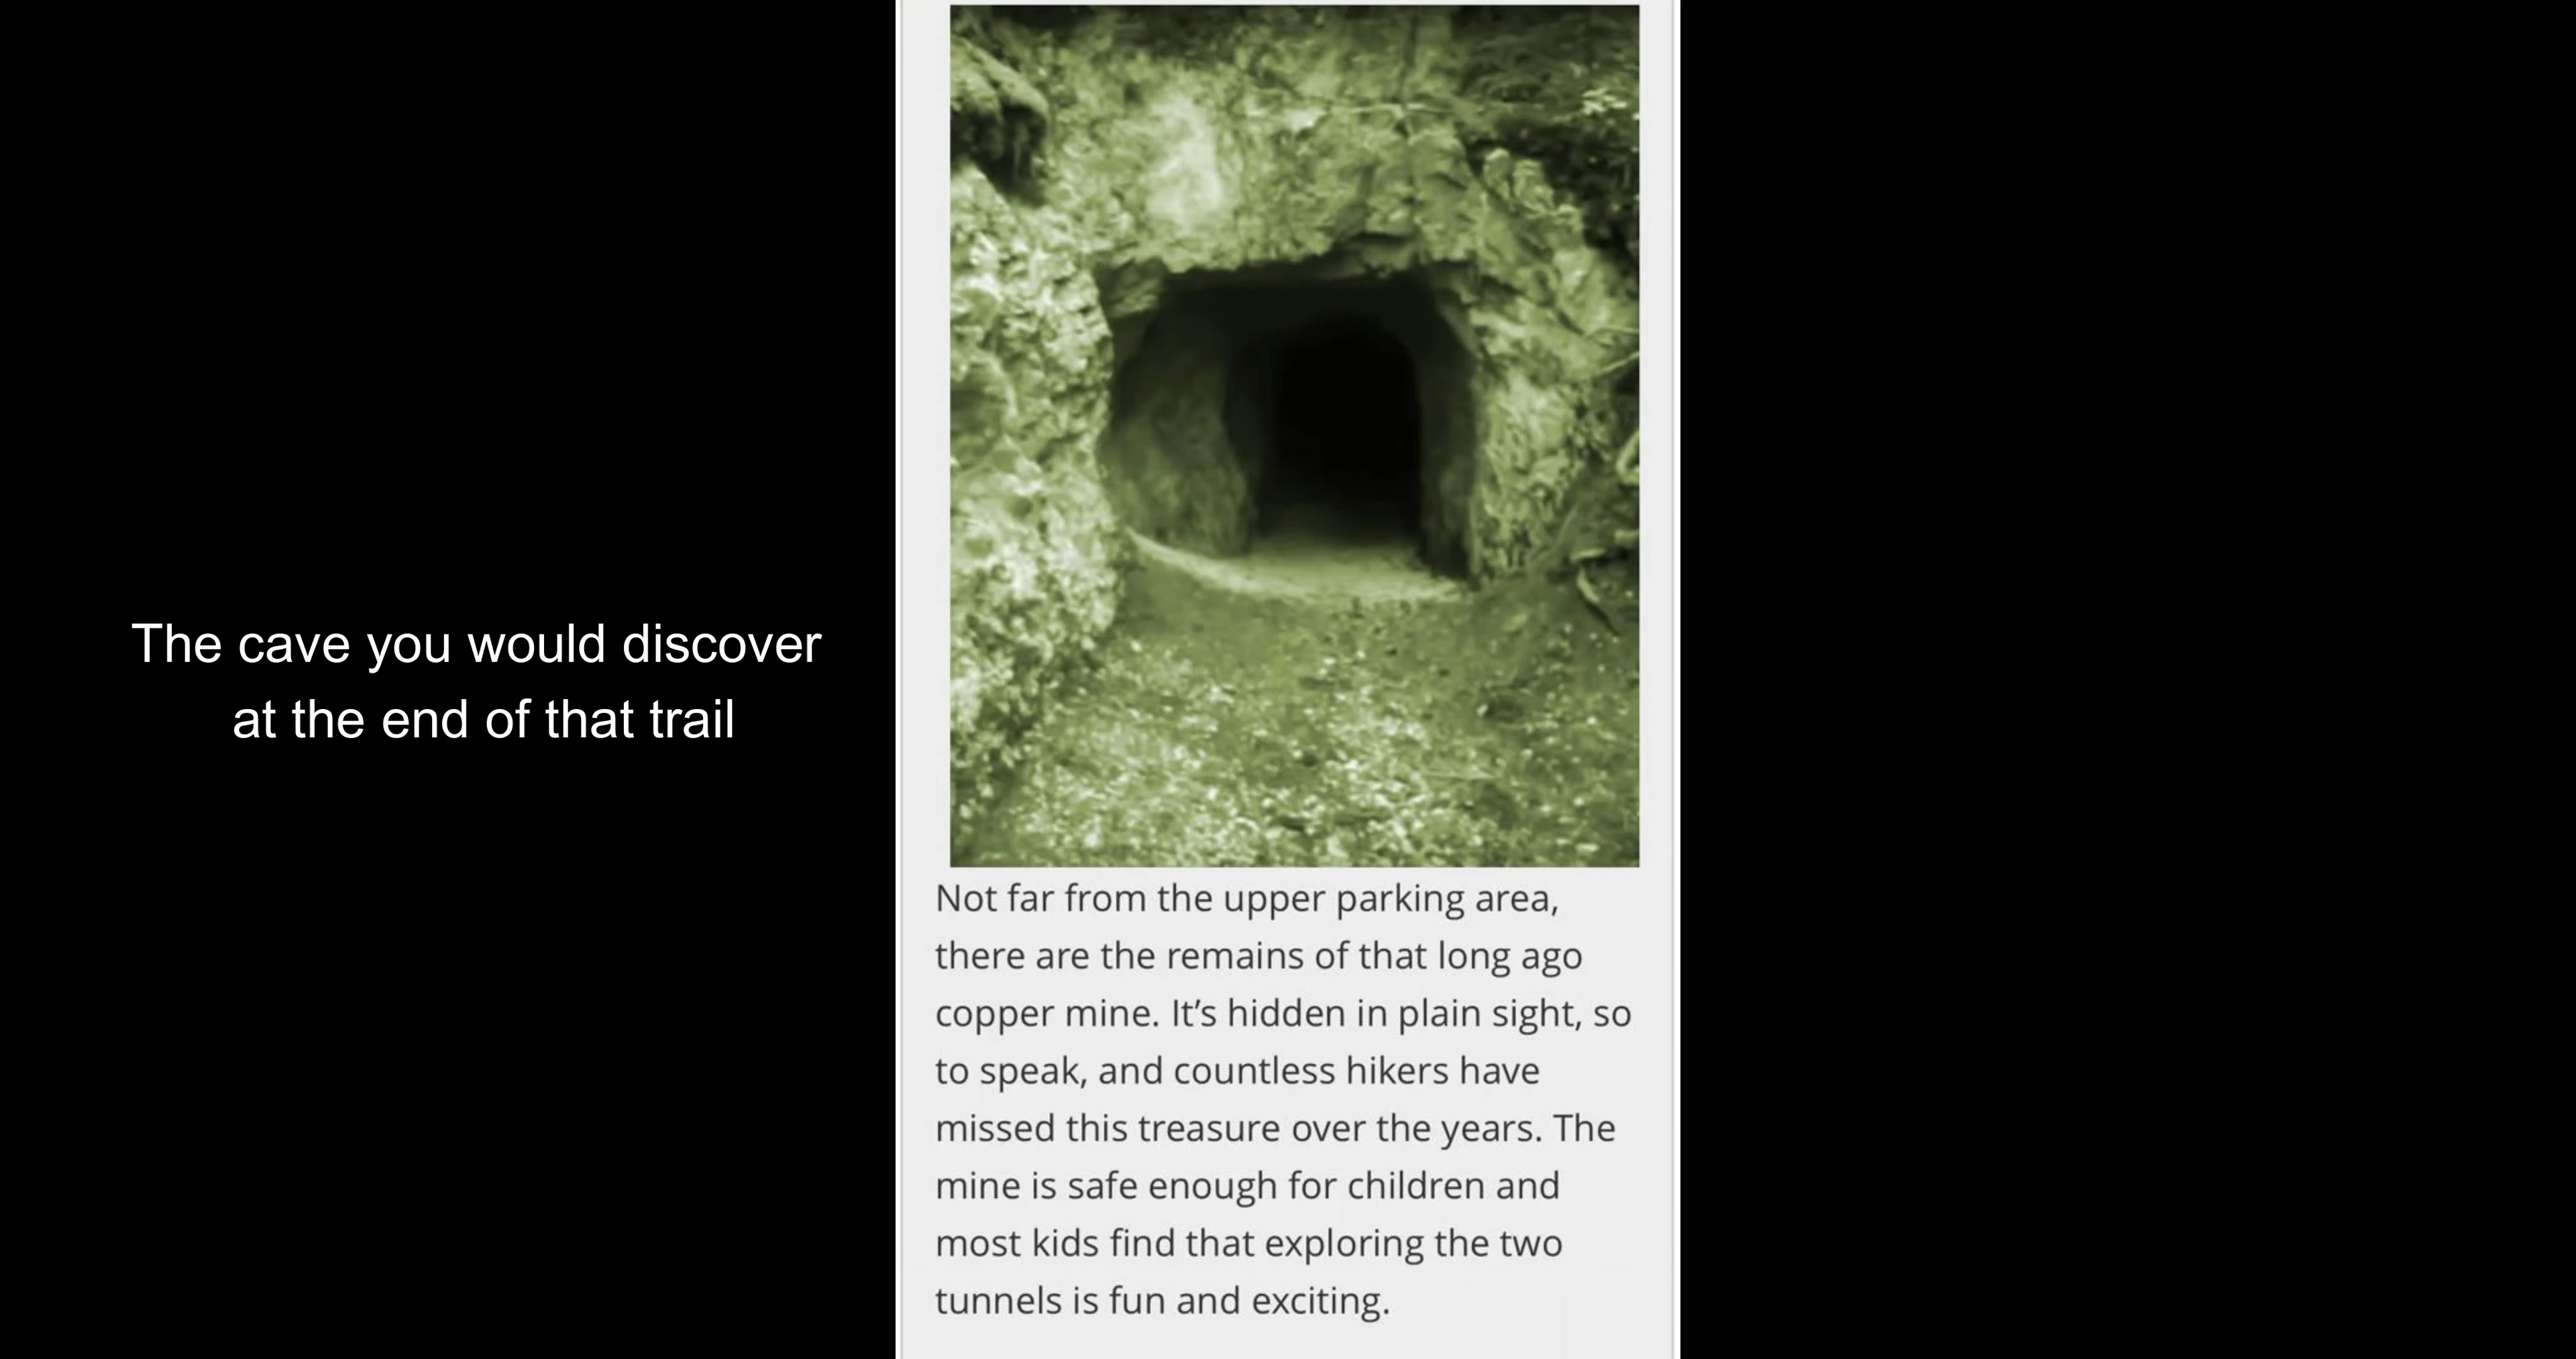 The cave you would discover
at the end of that trail
Not far from the upper parking area,
there are the remains of that long ago
copper mine. It’s hidden in plain sight, so
to speak, and countless hikers have
missed this treasure over the years. The
mine is safe enough for children and
most kids find that exploring the two
tunnels is fun and exciting.